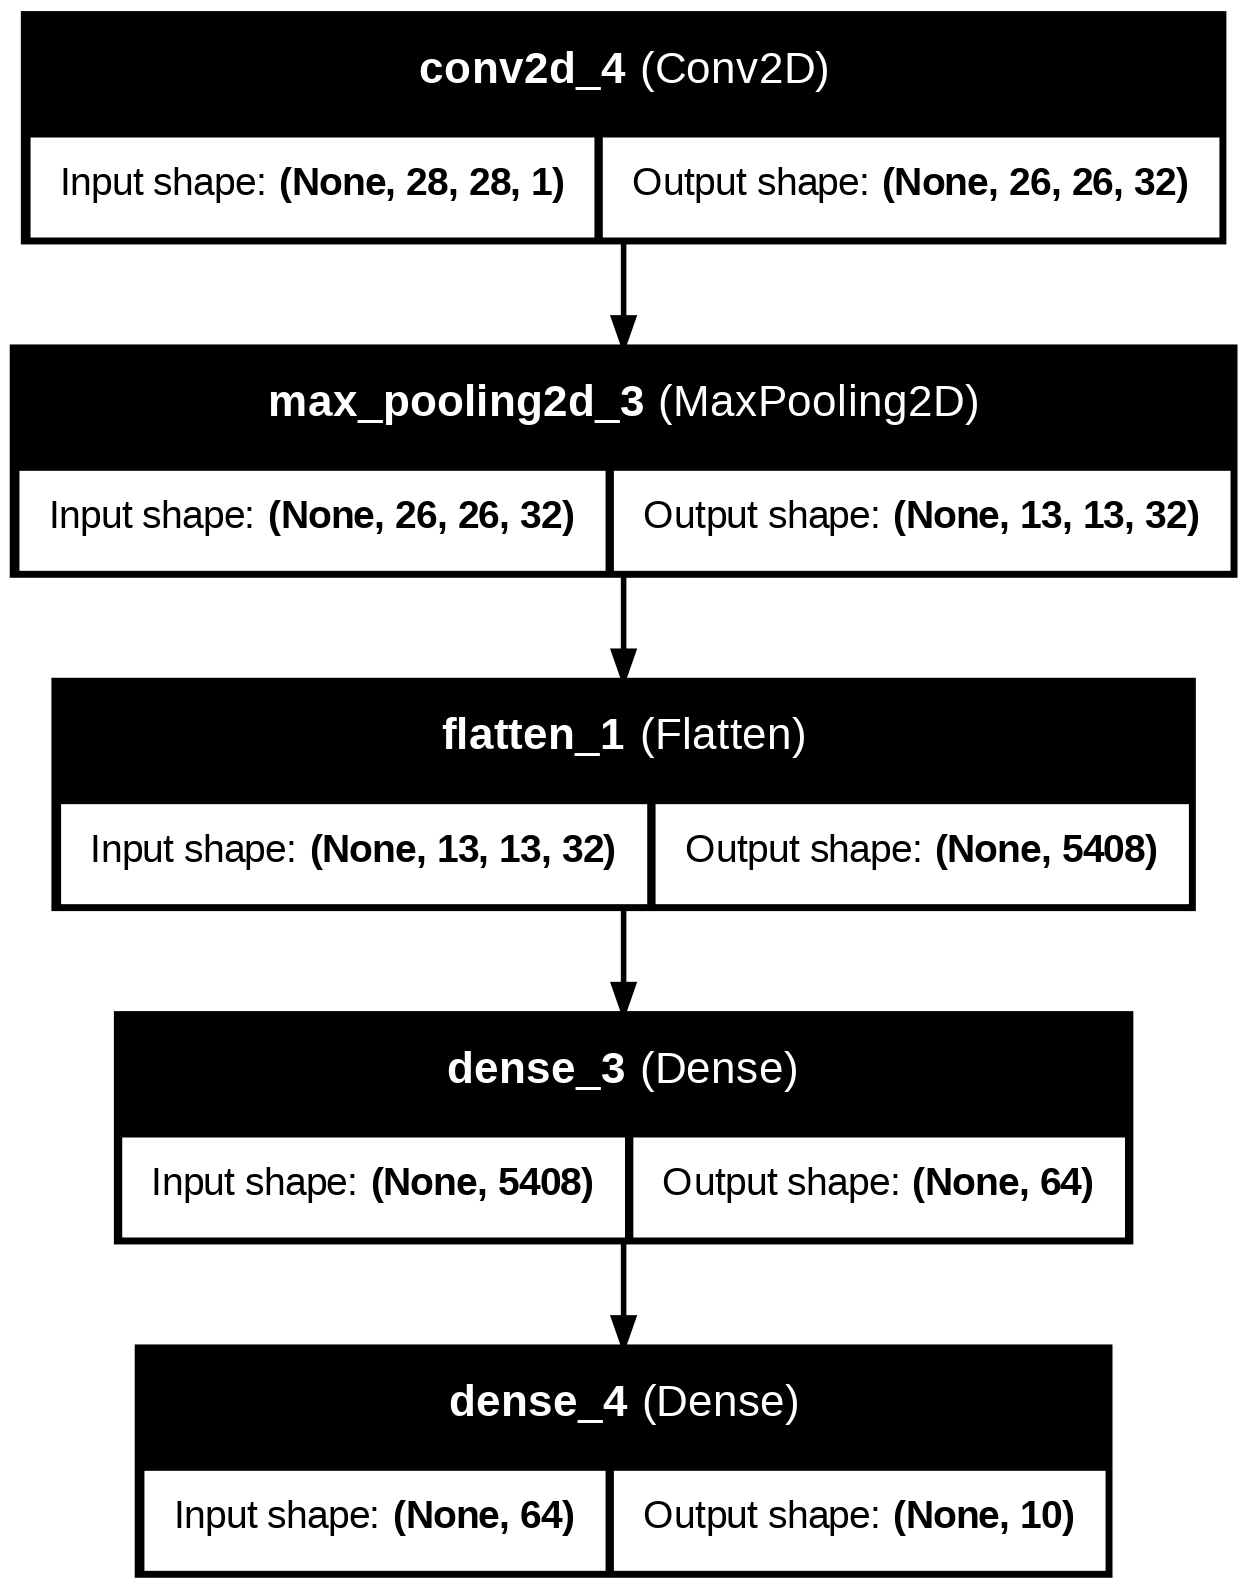 conv2d_4 (Conv2D)
Input shape: (None, 28, 28, 1) Output shape: (None, 26, 26, 32)
max_pooling2d_3 (MaxPooling2D)
Input shape: (None, 26, 26, 32) Output shape: (None, 13, 13, 32)
flatten_1 (Flatten)
Input shape: (None, 13, 13, 32) Output shape: (None, 5408)
dense_3 (Dense)
Input shape: (None, 5408) Output shape: (None, 64)
dense_4 (Dense)
Input shape: (None, 64) Output shape: (None, 10)